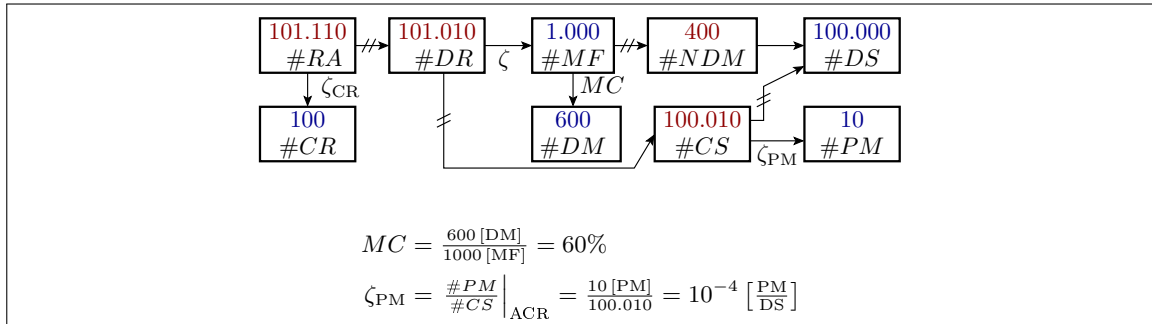 101.110 101.010 1.000 400 100.000
#RA #DR ζ #MF #NDM #DS
ζCR MC
100 600 100.010 10
#CR #DM #CS ζPM #PM
MC = 600 [DM] / 1000 [MF] = 60%
ζPM = #PM / #CS |ACR = 10 [PM] / 100.010 = 10⁻⁴ [PM / DS]